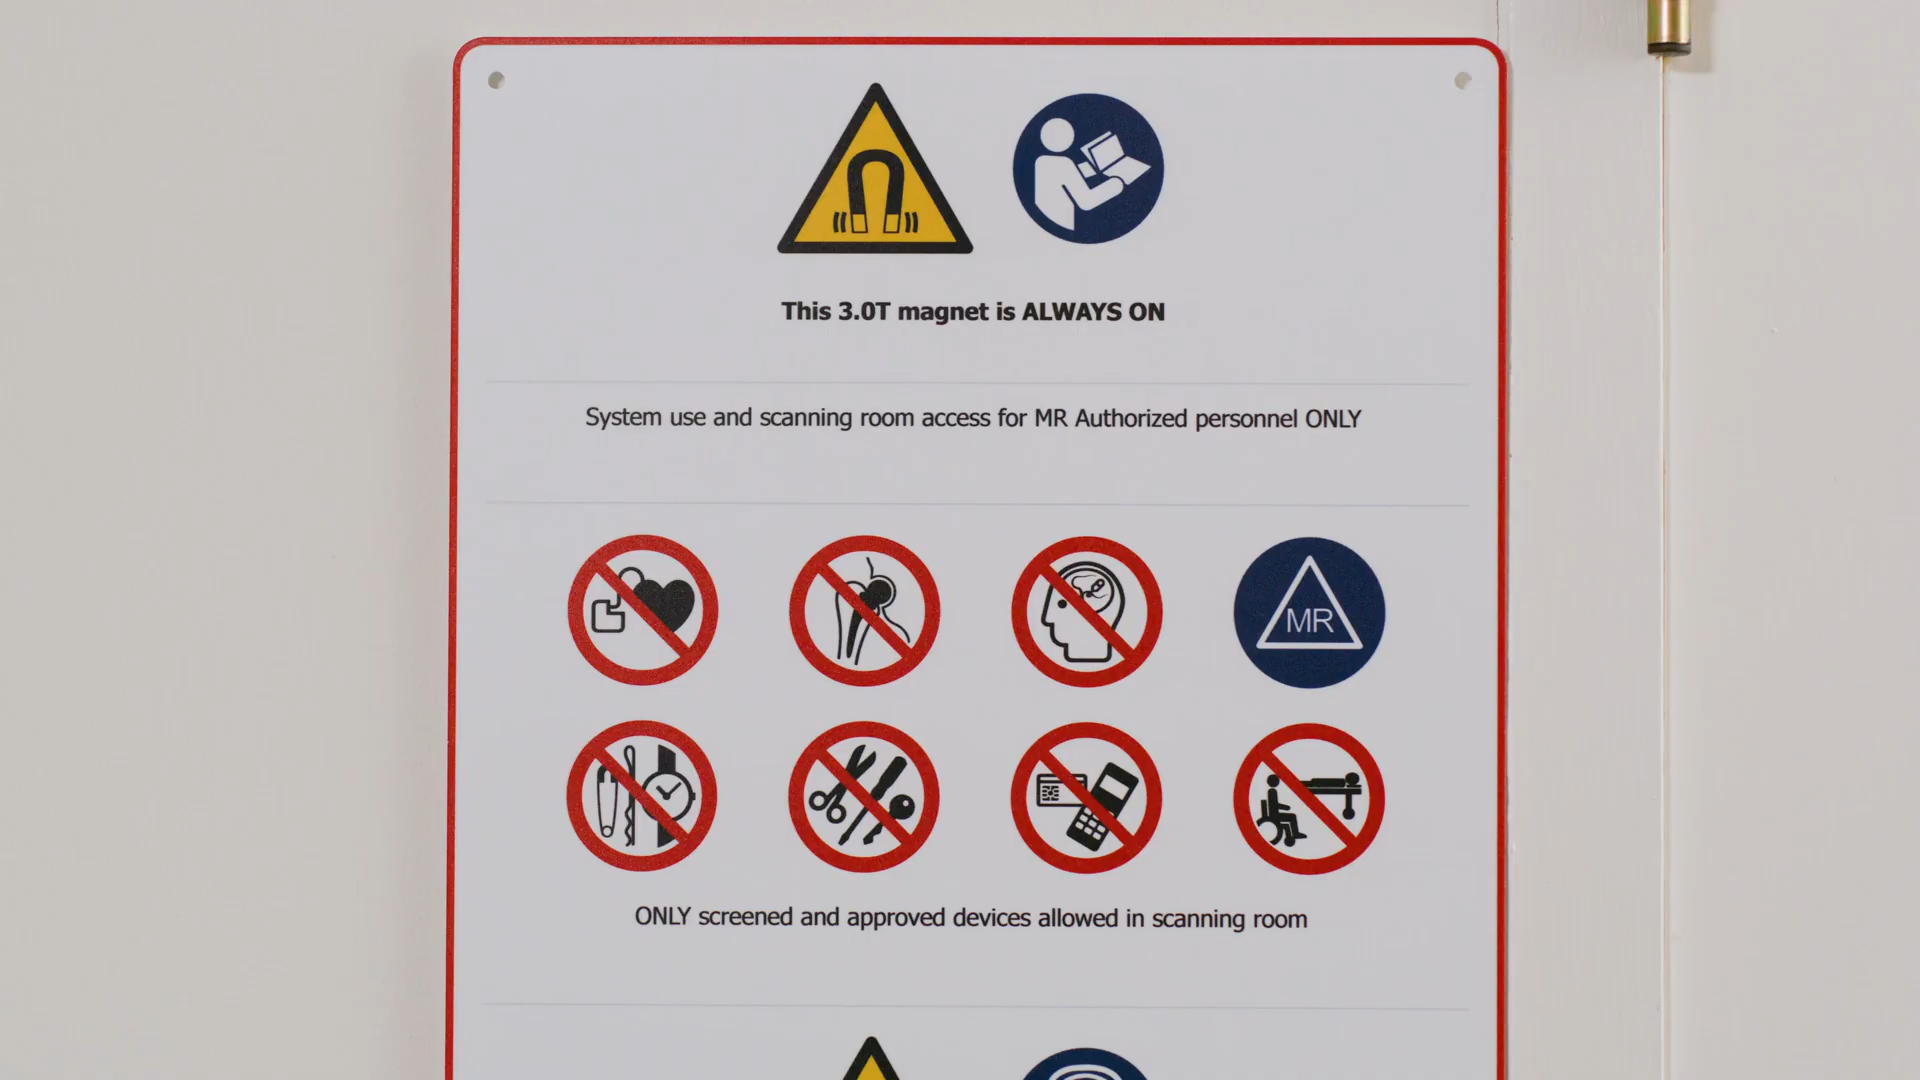 This 3.0T magnet is ALWAYS ON
System use and scanning room access for MR Authorized personnel ONLY
MR
ONLY screened and approved devices allowed in scanning room